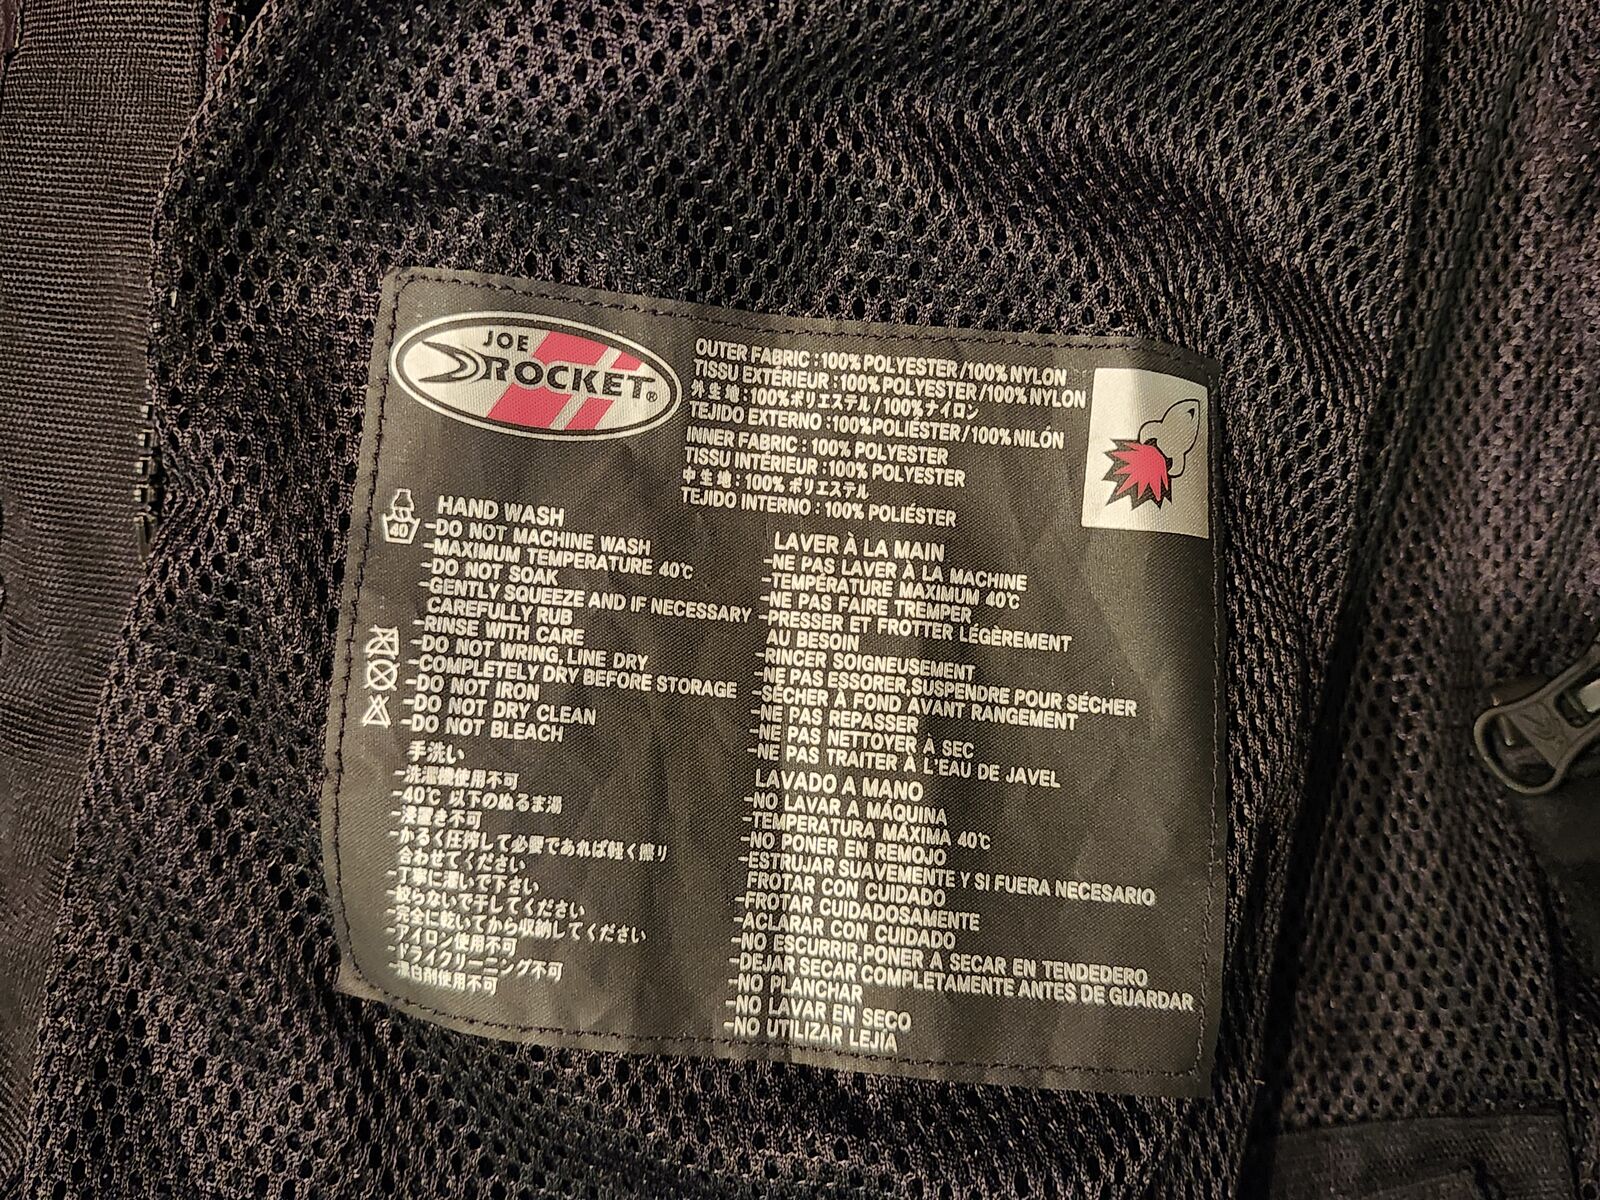 JOE
ROCKET®
OUTER FABRIC : 100% POLYESTER / 100% NYLON
TISSU EXTÉRIEUR : 100% POLYESTER / 100% NYLON
外生地 : 100% ポリエステル / 100% ナイロン
TEJIDO EXTERNO : 100% POLIÉSTER / 100% NILÓN
INNER FABRIC : 100% POLYESTER
TISSU INTÉRIEUR : 100% POLYESTER
中生地 : 100% ポリエステル
TEJIDO INTERNO : 100% POLIÉSTER
40
HAND WASH
-DO NOT MACHINE WASH
-MAXIMUM TEMPERATURE 40℃
-DO NOT SOAK
-GENTLY SQUEEZE AND IF NECESSARY
CAREFULLY RUB
-RINSE WITH CARE
-DO NOT WRING, LINE DRY
-COMPLETELY DRY BEFORE STORAGE
-DO NOT IRON
-DO NOT DRY CLEAN
-DO NOT BLEACH
手洗い
-洗濯機使用不可
-40℃ 以下のぬるま湯
-浸置き不可
-かるく圧搾して必要であれば軽く擦り
合わせてください
-丁寧に濯いで下さい
-絞らないで干してください
-完全に乾いてから収納してください
-アイロン使用不可
-ドライクリーニング不可
-漂白剤使用不可
LAVER À LA MAIN
-NE PAS LAVER À LA MACHINE
-TEMPÉRATURE MAXIMUM 40℃
-NE PAS FAIRE TREMPER
-PRESSER ET FROTTER LÉGÈREMENT
AU BESOIN
-RINCER SOIGNEUSEMENT
-NE PAS ESSORER, SUSPENDRE POUR SÉCHER
-SÉCHER À FOND AVANT RANGEMENT
-NE PAS REPASSER
-NE PAS NETTOYER À SEC
-NE PAS TRAITER À L'EAU DE JAVEL
LAVADO A MANO
-NO LAVAR A MÁQUINA
-TEMPERATURA MÁXIMA 40℃
-NO PONER EN REMOJO
-ESTRUJAR SUAVEMENTE Y SI FUERA NECESARIO
FROTAR CON CUIDADO
-FROTAR CUIDADOSAMENTE
-ACLARAR CON CUIDADO
-NO ESCURRIR, PONER A SECAR EN TENDEDERO
-DEJAR SECAR COMPLETAMENTE ANTES DE GUARDAR
-NO PLANCHAR
-NO LAVAR EN SECO
-NO UTILIZAR LEJIA